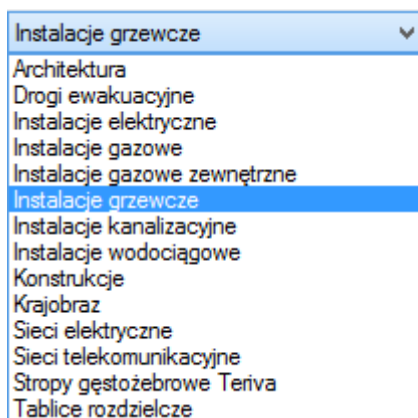 Instalacje grzewcze
Architektura
Drogi ewakuacyjne
Instalacje elektryczne
Instalacje gazowe
Instalacje gazowe zewnętrzne
Instalacje grzewcze
Instalacje kanalizacyjne
Instalacje wodociągowe
Konstrukcje
Krajobraz
Sieci elektryczne
Sieci telekomunikacyjne
Stropy gęstożebrowe Teriva
Tablice rozdzielcze